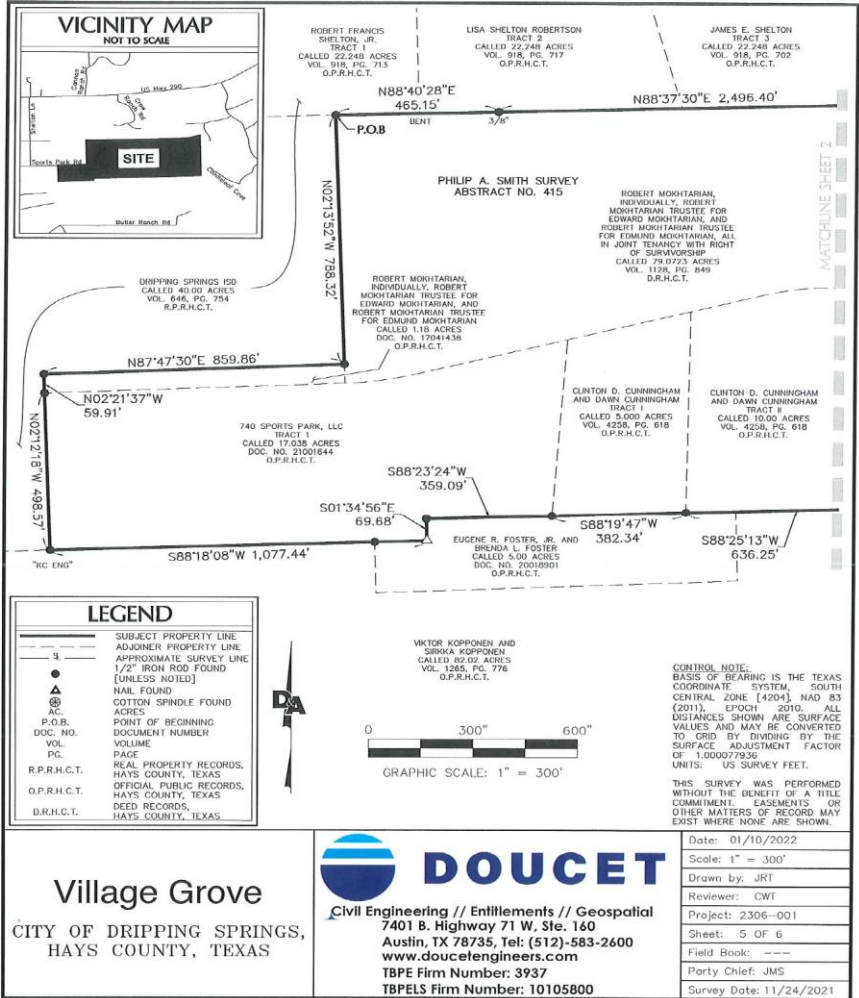 VICINITY MAP
NOT TO SCALE
US Hwy 290
Sports Park Rd
SITE
Butler Ranch Rd
ROBERT FRANCIS
SHELTON, JR.
TRACT 1
CALLED 22.248 ACRES
VOL. 918, PG. 713
O.P.R.H.C.T.
LISA SHELTON ROBERTSON
TRACT 2
CALLED 22.248 ACRES
VOL. 918, PG. 717
O.P.R.H.C.T.
JAMES E. SHELTON
TRACT 3
CALLED 22.248 ACRES
VOL. 918, PG. 702
O.P.R.H.C.T.
N88°40'28"E
465.15'
N88°37'30"E 2,496.40'
P.O.B
BENT
3/8"
MATCHLINE SHEET 2
PHILIP A. SMITH SURVEY
ABSTRACT NO. 415
N02°13'52"W 788.32'
ROBERT MOKHTARIAN,
INDIVIDUALLY, ROBERT
MOKHTARIAN TRUSTEE FOR
EDWARD MOKHTARIAN, AND
ROBERT MOKHTARIAN TRUSTEE
FOR EDMUND MOKHTARIAN, ALL
IN JOINT TENANCY WITH RIGHT
OF SURVIVORSHIP
CALLED 79.0723 ACRES
VOL. 1128, PG. 849
D.R.H.C.T.
DRIPPING SPRINGS ISD
CALLED 40.00 ACRES
VOL. 646, PG. 754
R.P.R.H.C.T.
ROBERT MOKHTARIAN,
INDIVIDUALLY, ROBERT
MOKHTARIAN TRUSTEE FOR
EDWARD MOKHTARIAN, AND
ROBERT MOKHTARIAN TRUSTEE
FOR EDMUND MOKHTARIAN
CALLED 1.18 ACRES
DOC. NO. 17041438
O.P.R.H.C.T.
N87°47'30"E 859.86'
N02°21'37"W
59.91'
N02°12'18"W 498.57'
740 SPORTS PARK, LLC
TRACT 1
CALLED 17.038 ACRES
DOC. NO. 21001644
O.P.R.H.C.T.
CLINTON D. CUNNINGHAM
AND DAWN CUNNINGHAM
TRACT I
CALLED 5.000 ACRES
VOL. 4258, PG. 618
O.P.R.H.C.T.
CLINTON D. CUNNINGHAM
AND DAWN CUNNINGHAM
TRACT II
CALLED 10.00 ACRES
VOL. 4258, PG. 618
O.P.R.H.C.T.
S88°23'24"W
359.09'
S01°34'56"E
69.68'
S88°19'47"W
382.34'
S88°25'13"W
636.25'
S88°18'08"W 1,077.44'
"KC ENG"
EUGENE R. FOSTER, JR. AND
BRENDA L. FOSTER
CALLED 5.00 ACRES
DOC. NO. 20018901
O.P.R.H.C.T.
LEGEND
SUBJECT PROPERTY LINE
ADJOINER PROPERTY LINE
APPROXIMATE SURVEY LINE
1/2" IRON ROD FOUND
[UNLESS NOTED]
NAIL FOUND
COTTON SPINDLE FOUND
AC. ACRES
P.O.B. POINT OF BEGINNING
DOC. NO. DOCUMENT NUMBER
VOL. VOLUME
PG. PAGE
R.P.R.H.C.T. REAL PROPERTY RECORDS,
HAYS COUNTY, TEXAS
O.P.R.H.C.T. OFFICIAL PUBLIC RECORDS,
HAYS COUNTY, TEXAS
D.R.H.C.T. DEED RECORDS,
HAYS COUNTY, TEXAS
D&A
VIKTOR KOPPONEN AND
SIRKKA KOPPONEN
CALLED 82.02 ACRES
VOL. 1265, PG. 776
O.P.R.H.C.T.
0 300" 600"
GRAPHIC SCALE: 1" = 300'
CONTROL NOTE:
BASIS OF BEARING IS THE TEXAS
COORDINATE SYSTEM, SOUTH
CENTRAL ZONE [4204], NAD 83
(2011), EPOCH 2010. ALL
DISTANCES SHOWN ARE SURFACE
VALUES AND MAY BE CONVERTED
TO GRID BY DIVIDING BY THE
SURFACE ADJUSTMENT FACTOR
OF 1.000077936
UNITS: US SURVEY FEET.
THIS SURVEY WAS PERFORMED
WITHOUT THE BENEFIT OF A TITLE
COMMITMENT. EASEMENTS OR
OTHER MATTERS OF RECORD MAY
EXIST WHERE NONE ARE SHOWN.
Village Grove
CITY OF DRIPPING SPRINGS,
HAYS COUNTY, TEXAS
DOUCET
Civil Engineering // Entitlements // Geospatial
7401 B. Highway 71 W, Ste. 160
Austin, TX 78735, Tel: (512)-583-2600
www.doucetengineers.com
TBPE Firm Number: 3937
TBPELS Firm Number: 10105800
Date: 01/10/2022
Scale: 1" = 300'
Drawn by: JRT
Reviewer: CWT
Project: 2306-001
Sheet: 5 OF 6
Field Book: ---
Party Chief: JMS
Survey Date: 11/24/2021